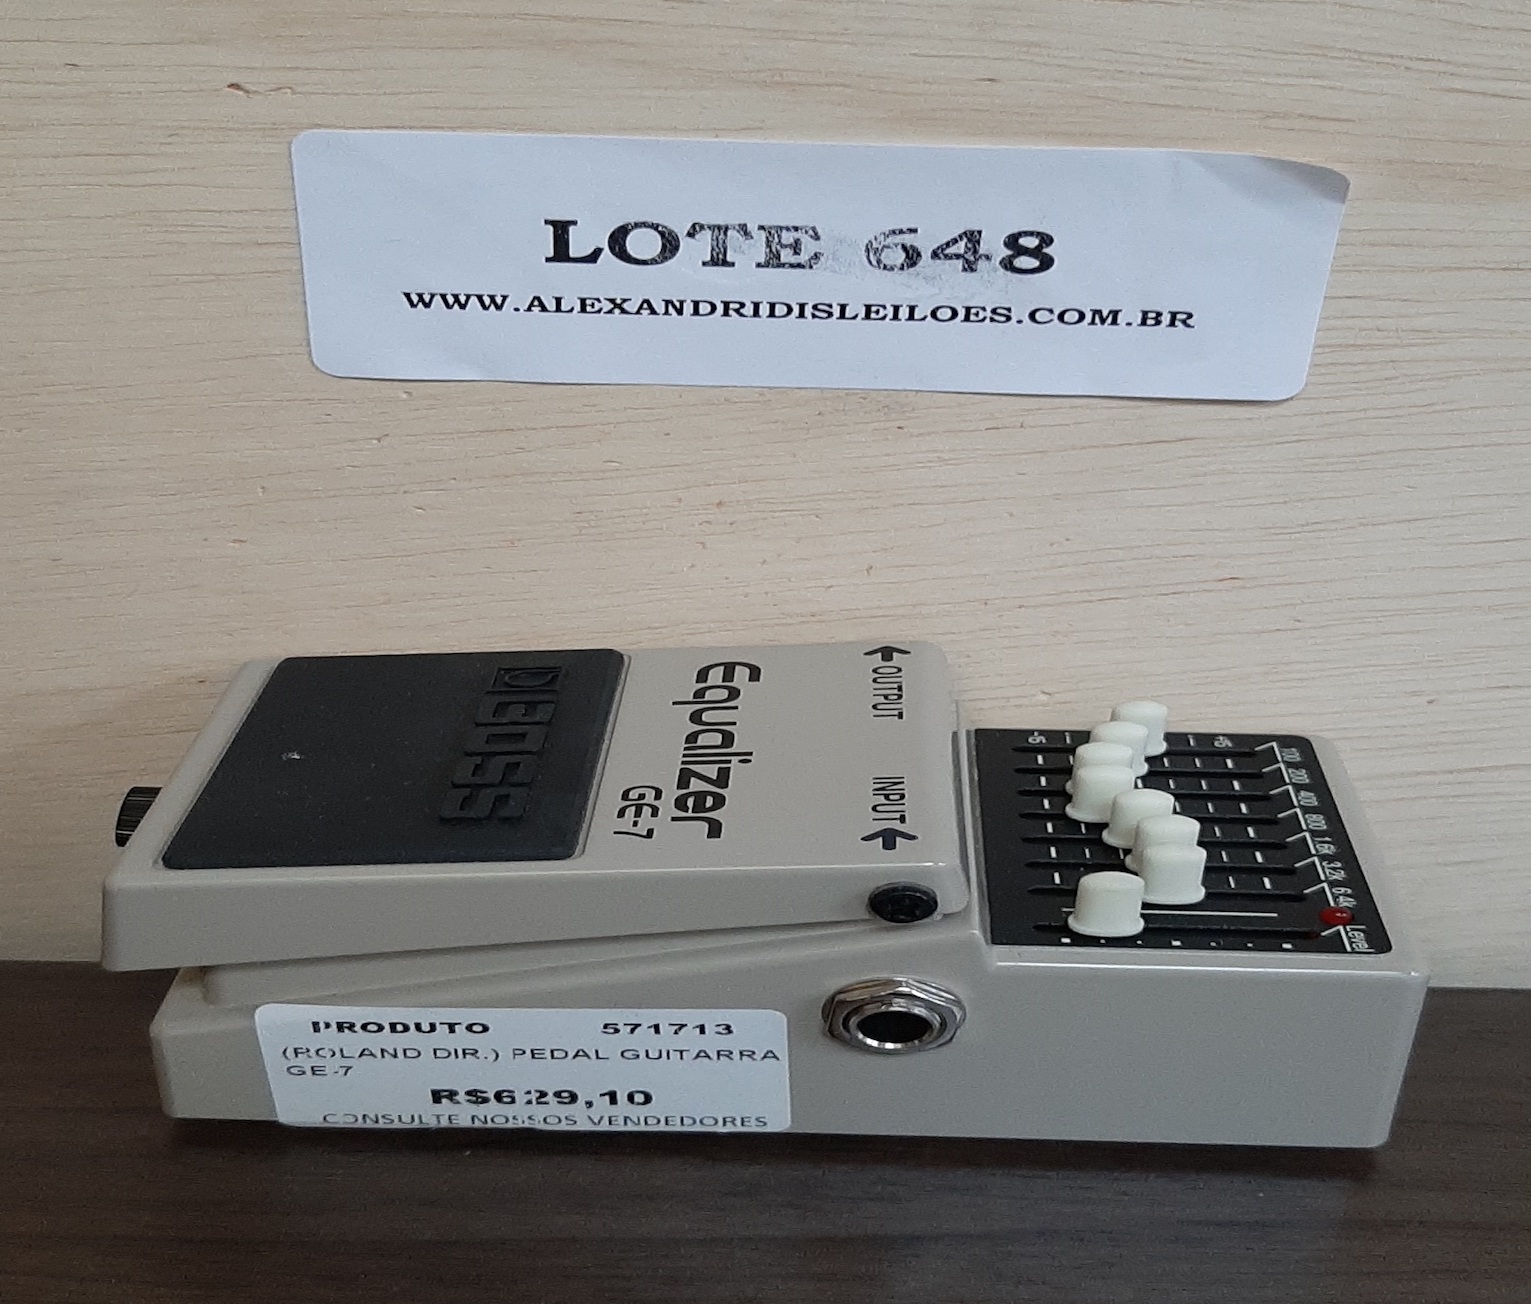 LOTE 648
WWW.ALEXANDRIDISLEILOES.COM.BR
BOSS
Equalizer
GE-7
OUTPUT
INPUT
-15
+15
100
200
400
800
1.6k
3.2k
6.4k
Level
PRODUTO 571713
(ROLAND DIR.) PEDAL GUITARRA
GE-7
R$629,10
CONSULTE NOSSOS VENDEDORES